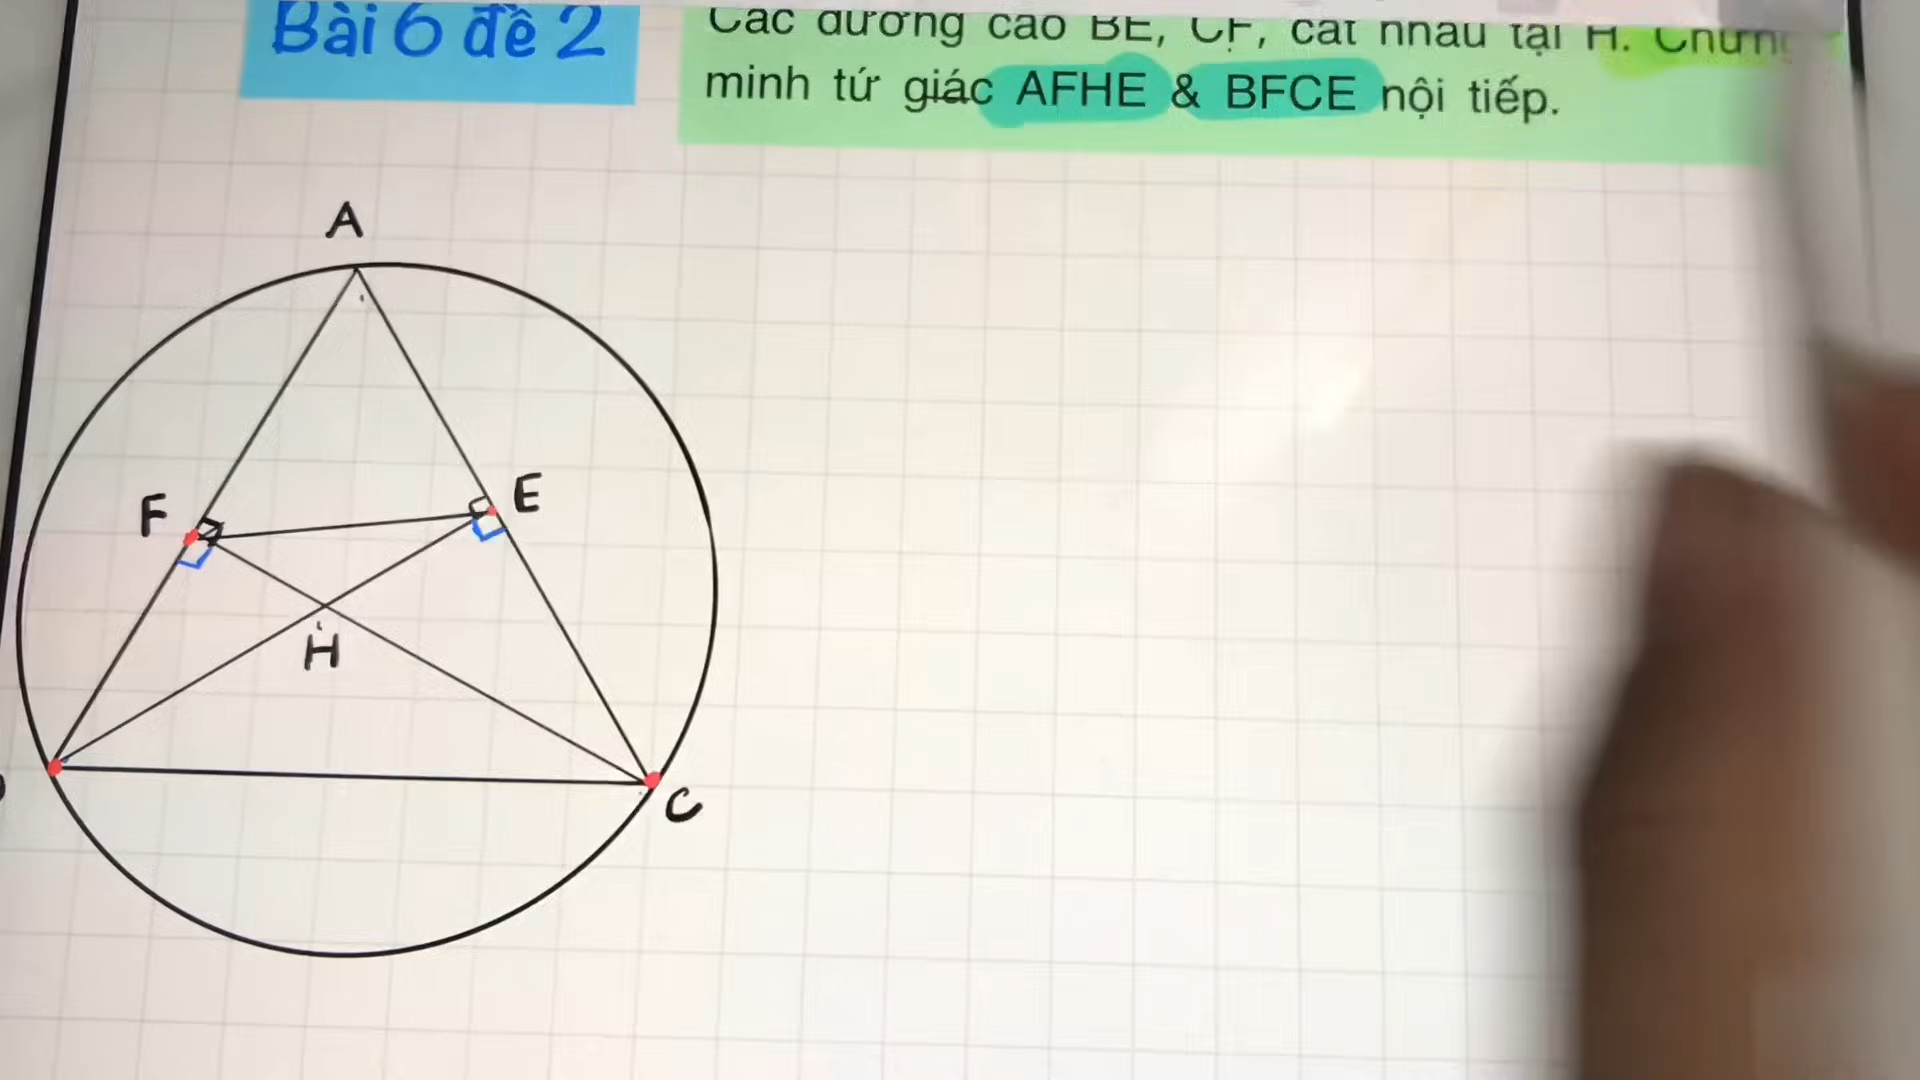 Bài 6 đề 2
Các đường cao BE, CF, cắt nhau tại H. Chứng
minh tứ giác AFHE & BFCE nội tiếp.
A
F
E
H
C